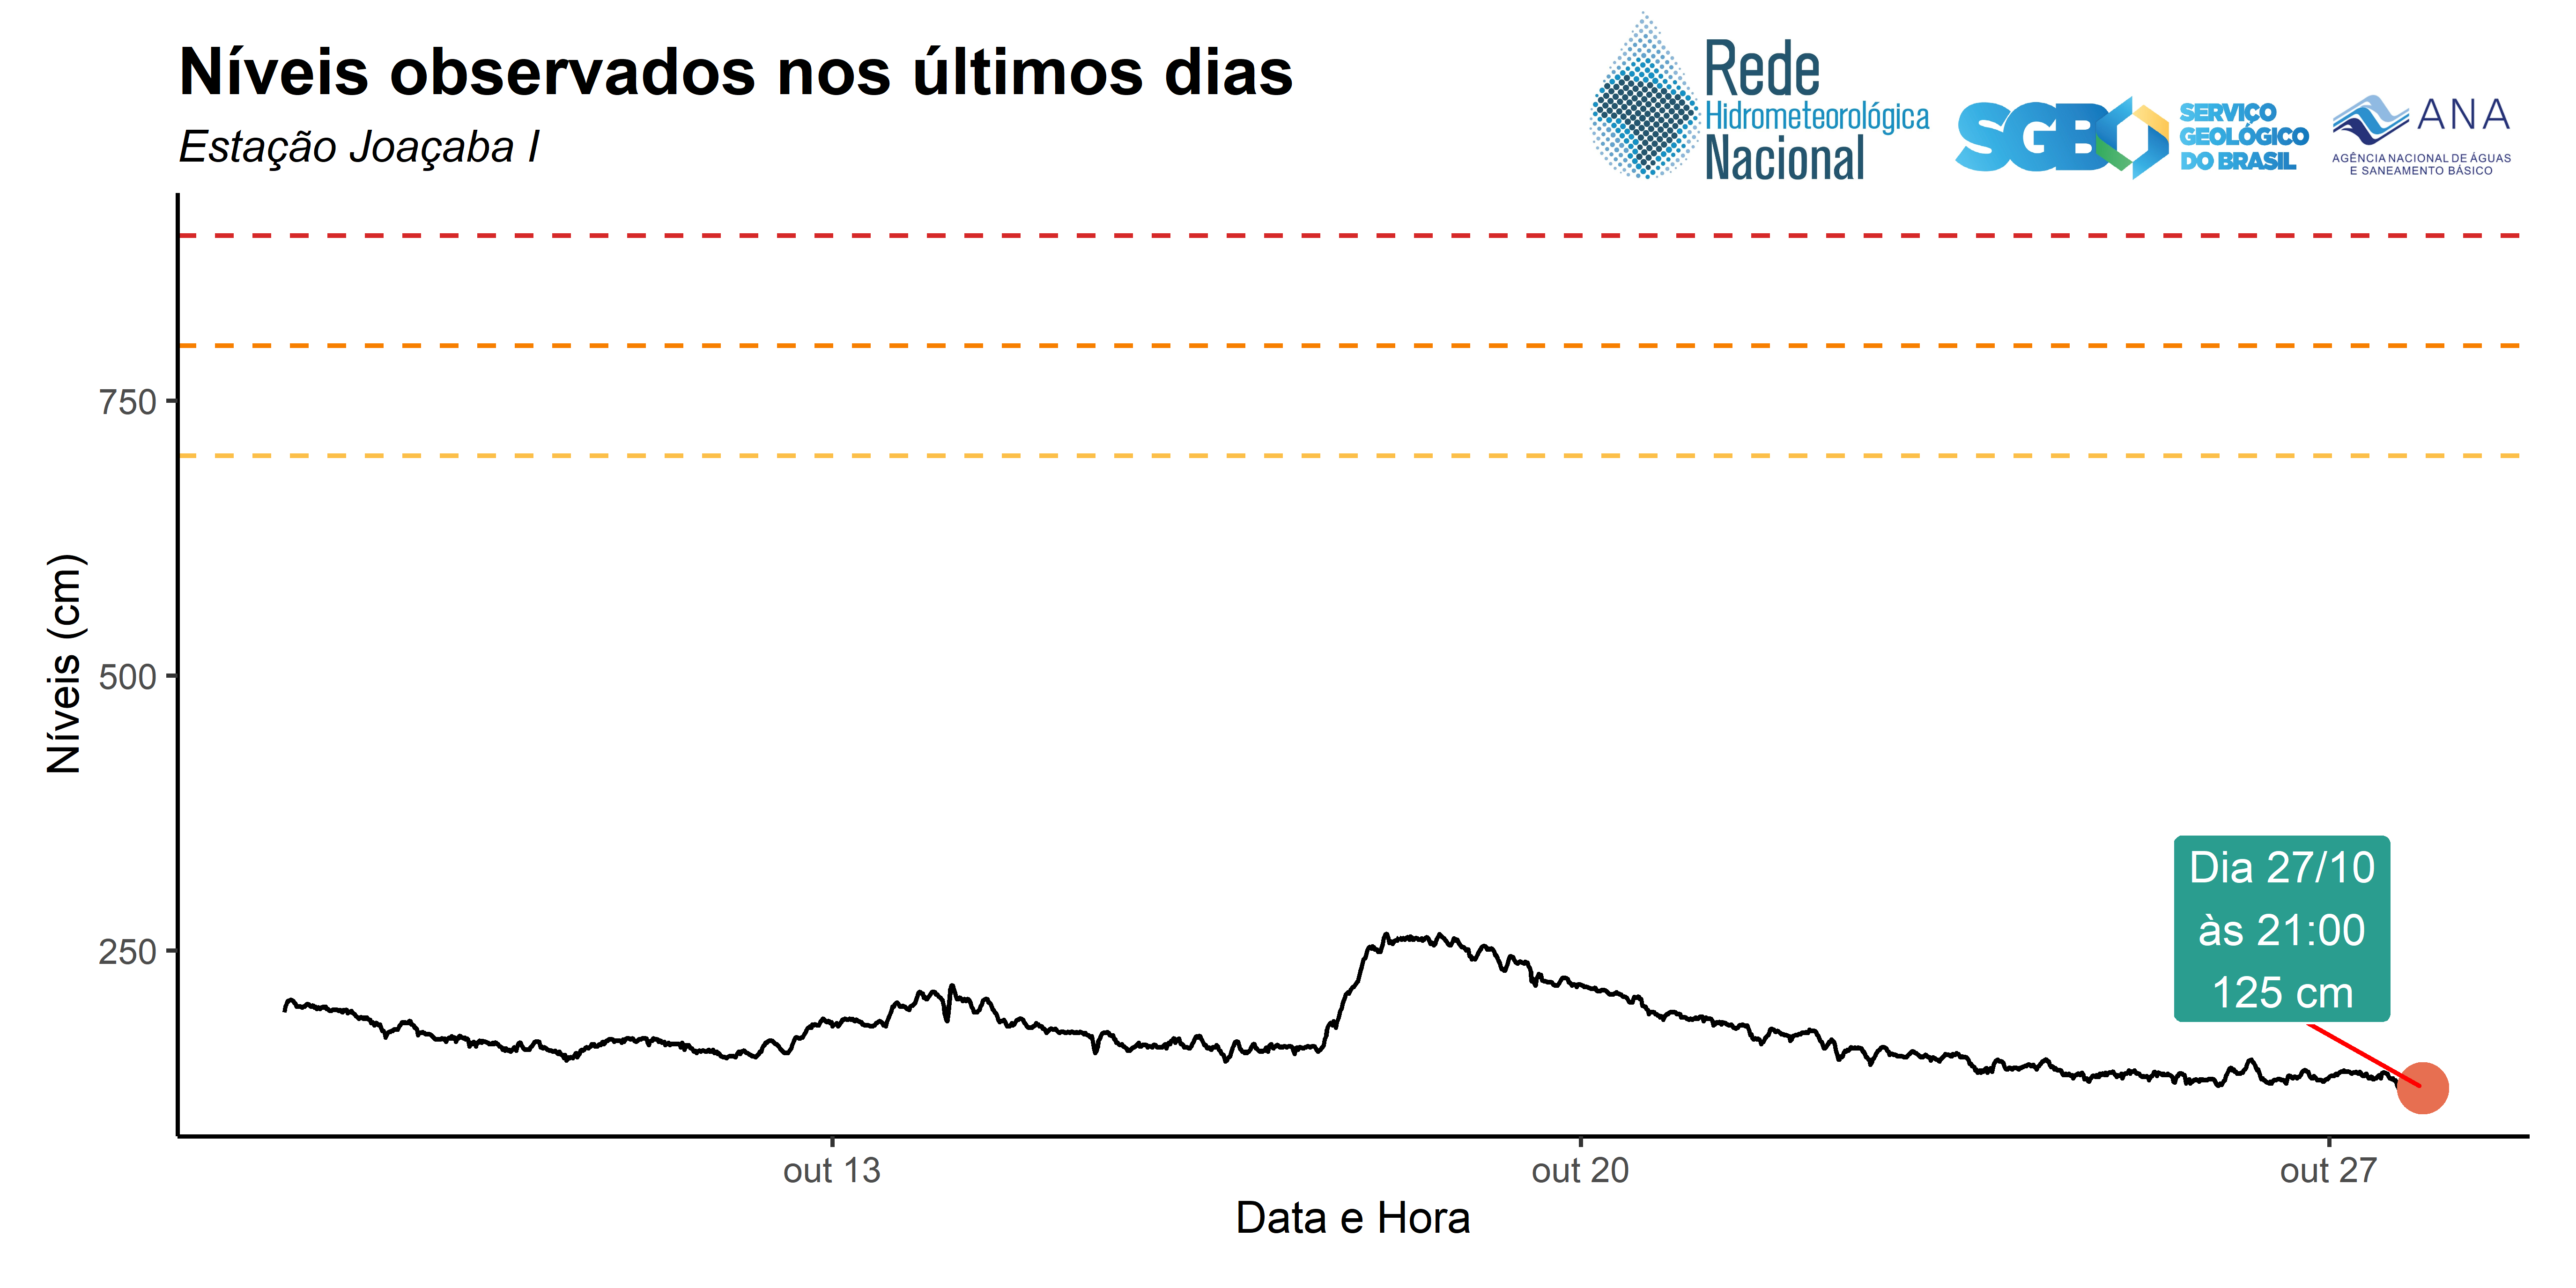 Níveis observados nos últimos dias
Estação Joaçaba I
Rede
Hidrometeorológica
Nacional
SGB
SERVIÇO
GEOLÓGICO
DO BRASIL
ANA
AGÊNCIA NACIONAL DE ÁGUAS
E SANEAMENTO BÁSICO
Níveis (cm)
750
500
250
Dia 27/10
às 21:00
125 cm
out 13
out 20
out 27
Data e Hora